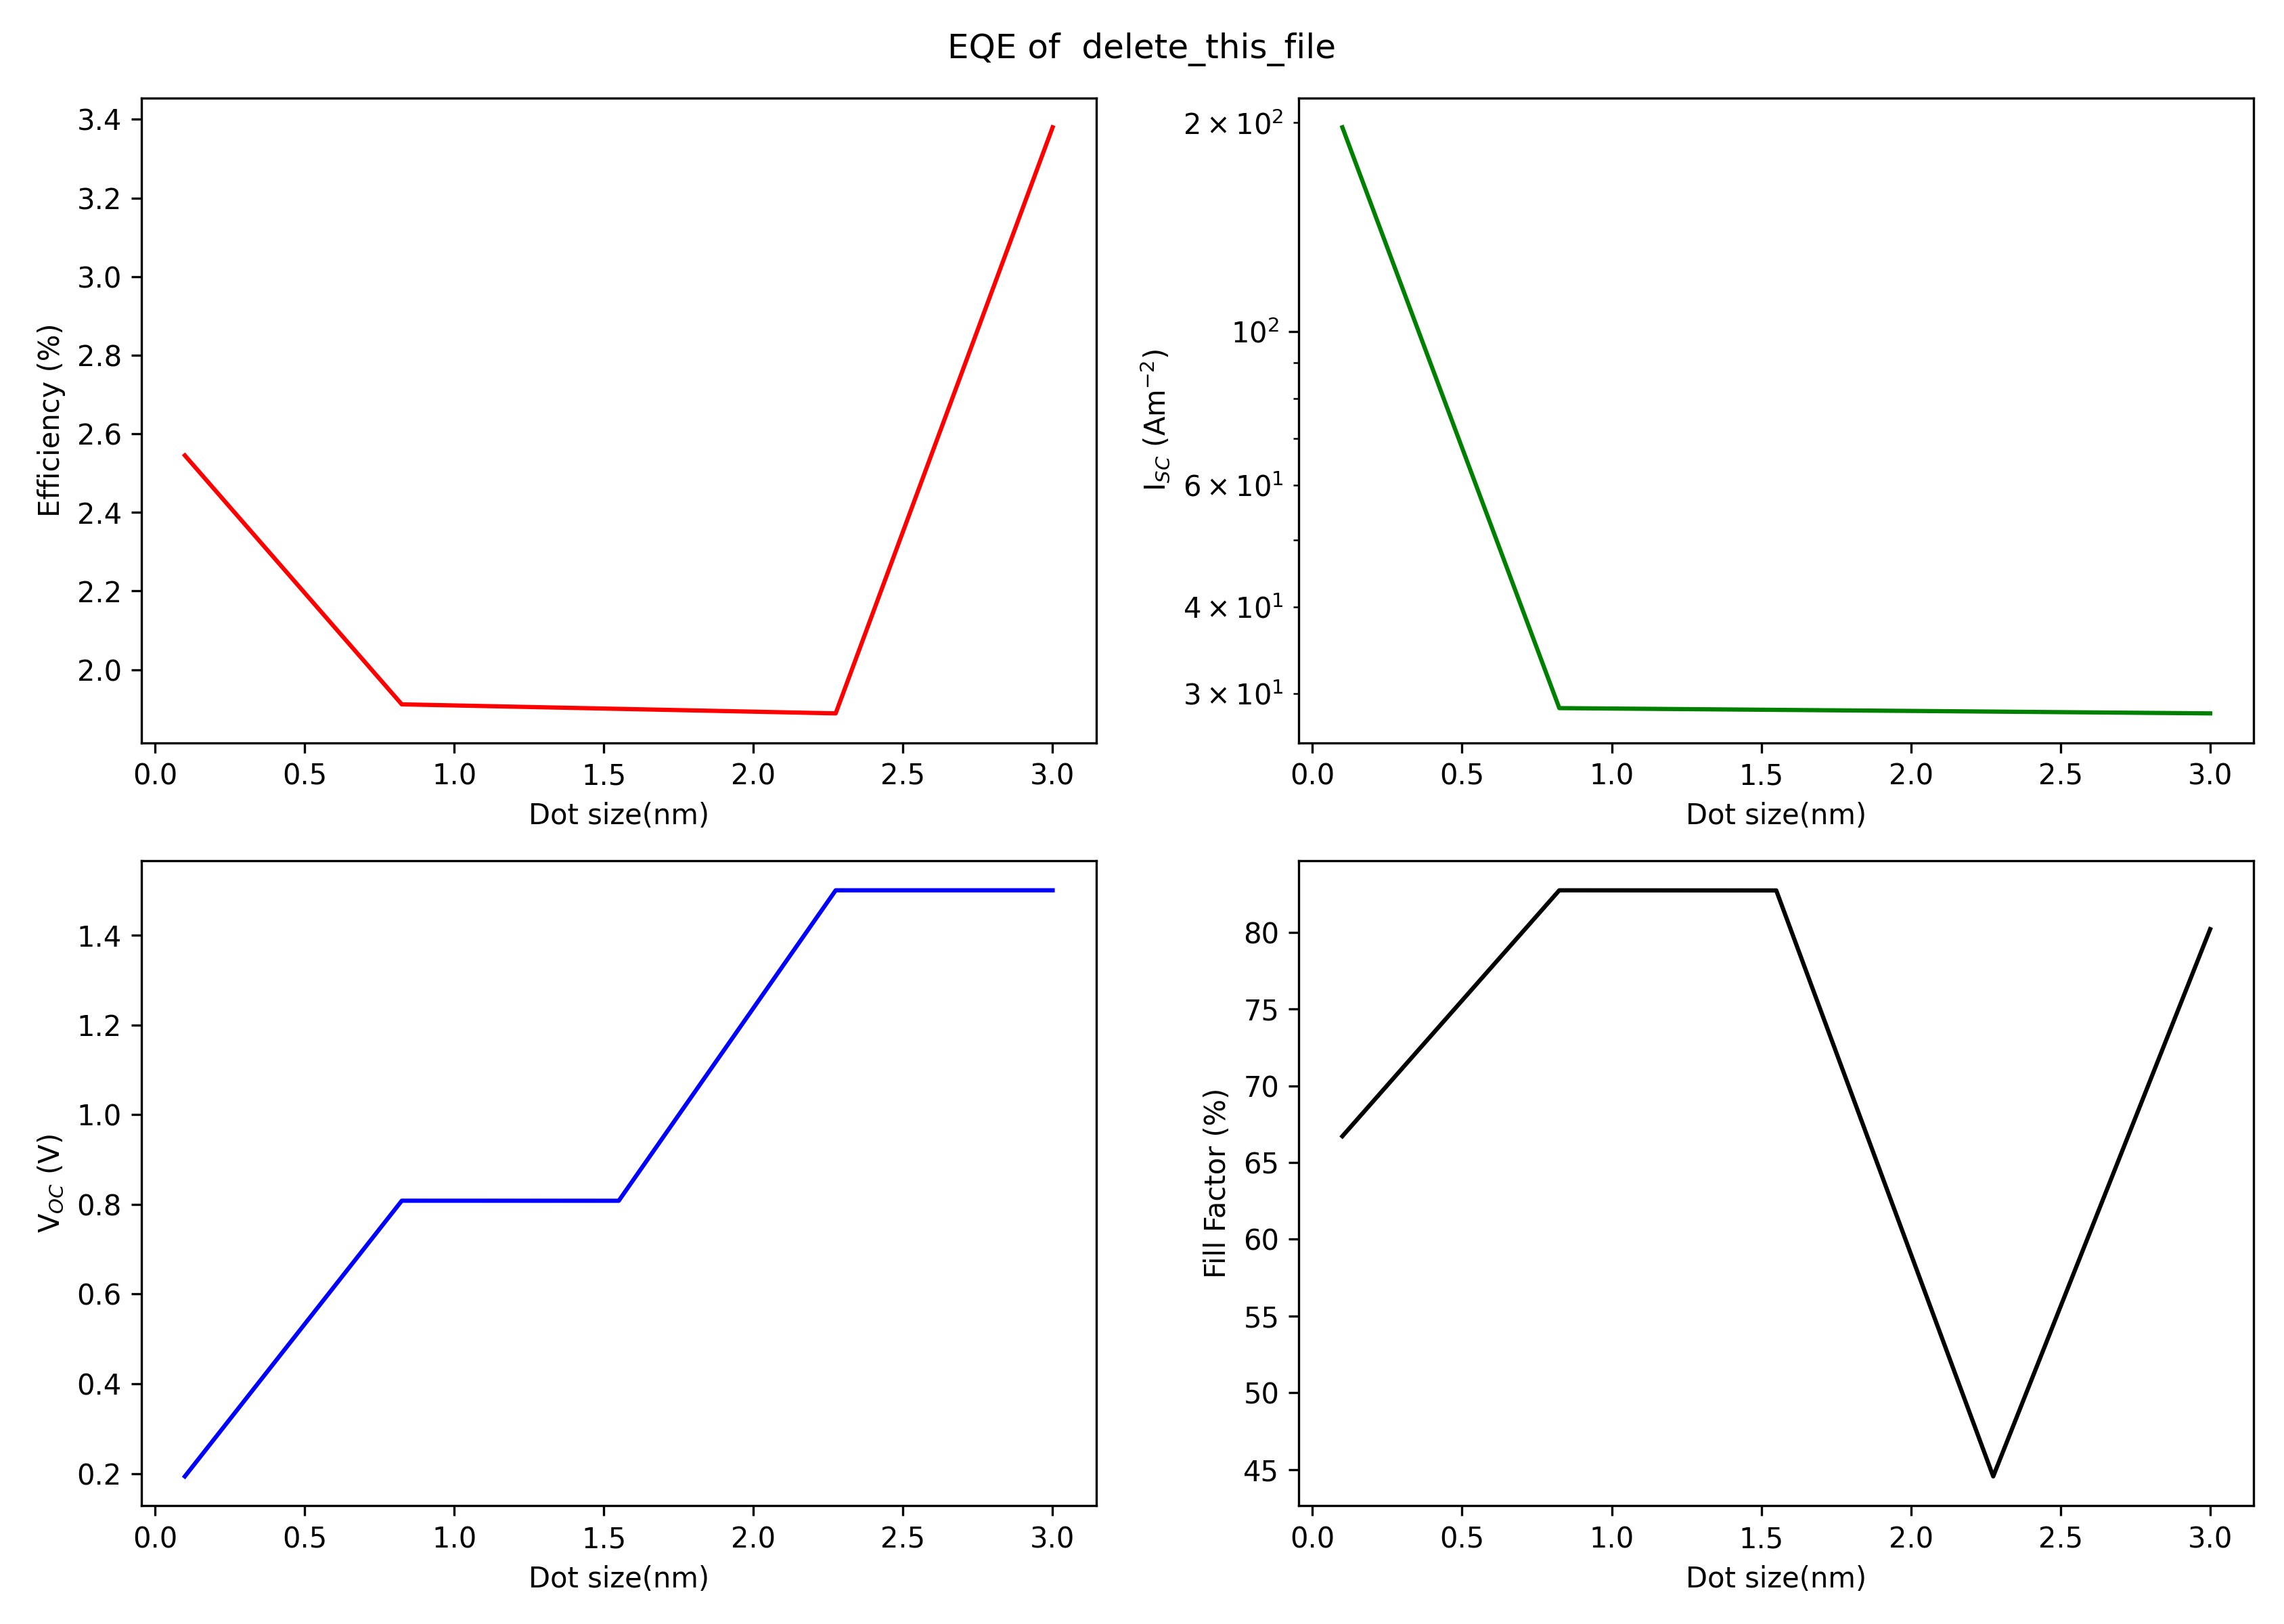 EQE of  delete_this_file
Efficiency (%)
3.4
3.2
3.0
2.8
2.6
2.4
2.2
2.0
0.0 0.5 1.0 1.5 2.0 2.5 3.0
Dot size(nm)
I_SC (Am⁻²)
2 × 10²
10²
6 × 10¹
4 × 10¹
3 × 10¹
0.0 0.5 1.0 1.5 2.0 2.5 3.0
Dot size(nm)
V_OC (V)
1.4
1.2
1.0
0.8
0.6
0.4
0.2
0.0 0.5 1.0 1.5 2.0 2.5 3.0
Dot size(nm)
Fill Factor (%)
80
75
70
65
60
55
50
45
0.0 0.5 1.0 1.5 2.0 2.5 3.0
Dot size(nm)